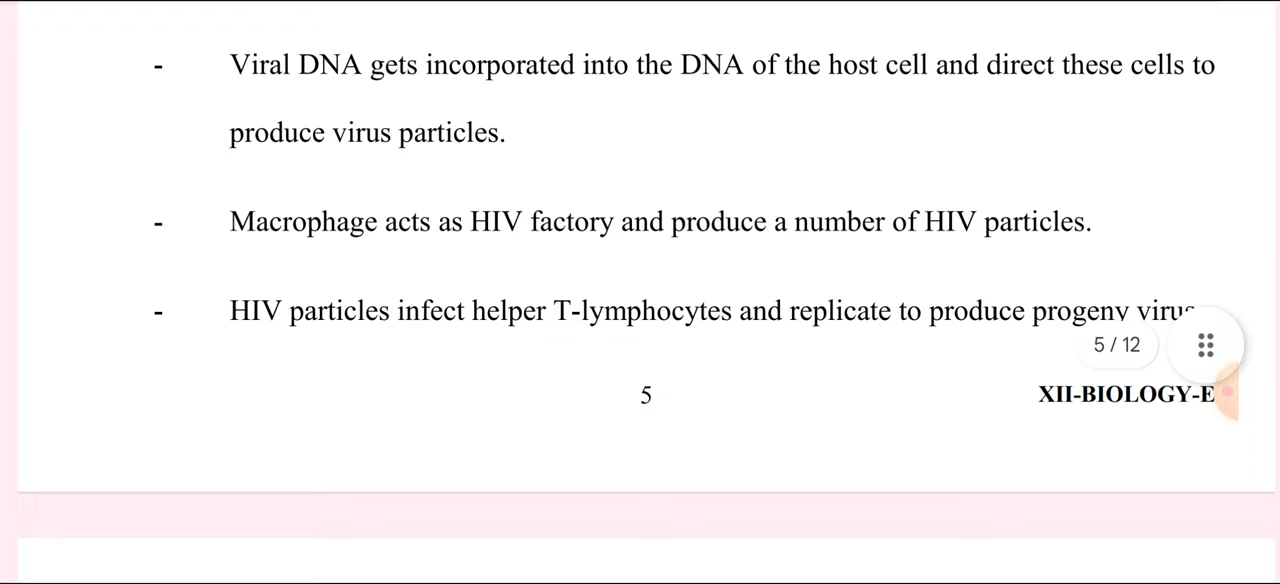 - Viral DNA gets incorporated into the DNA of the host cell and direct these cells to
produce virus particles.
- Macrophage acts as HIV factory and produce a number of HIV particles.
- HIV particles infect helper T-lymphocytes and replicate to produce progeny virus
5 / 12
5
XII-BIOLOGY-E